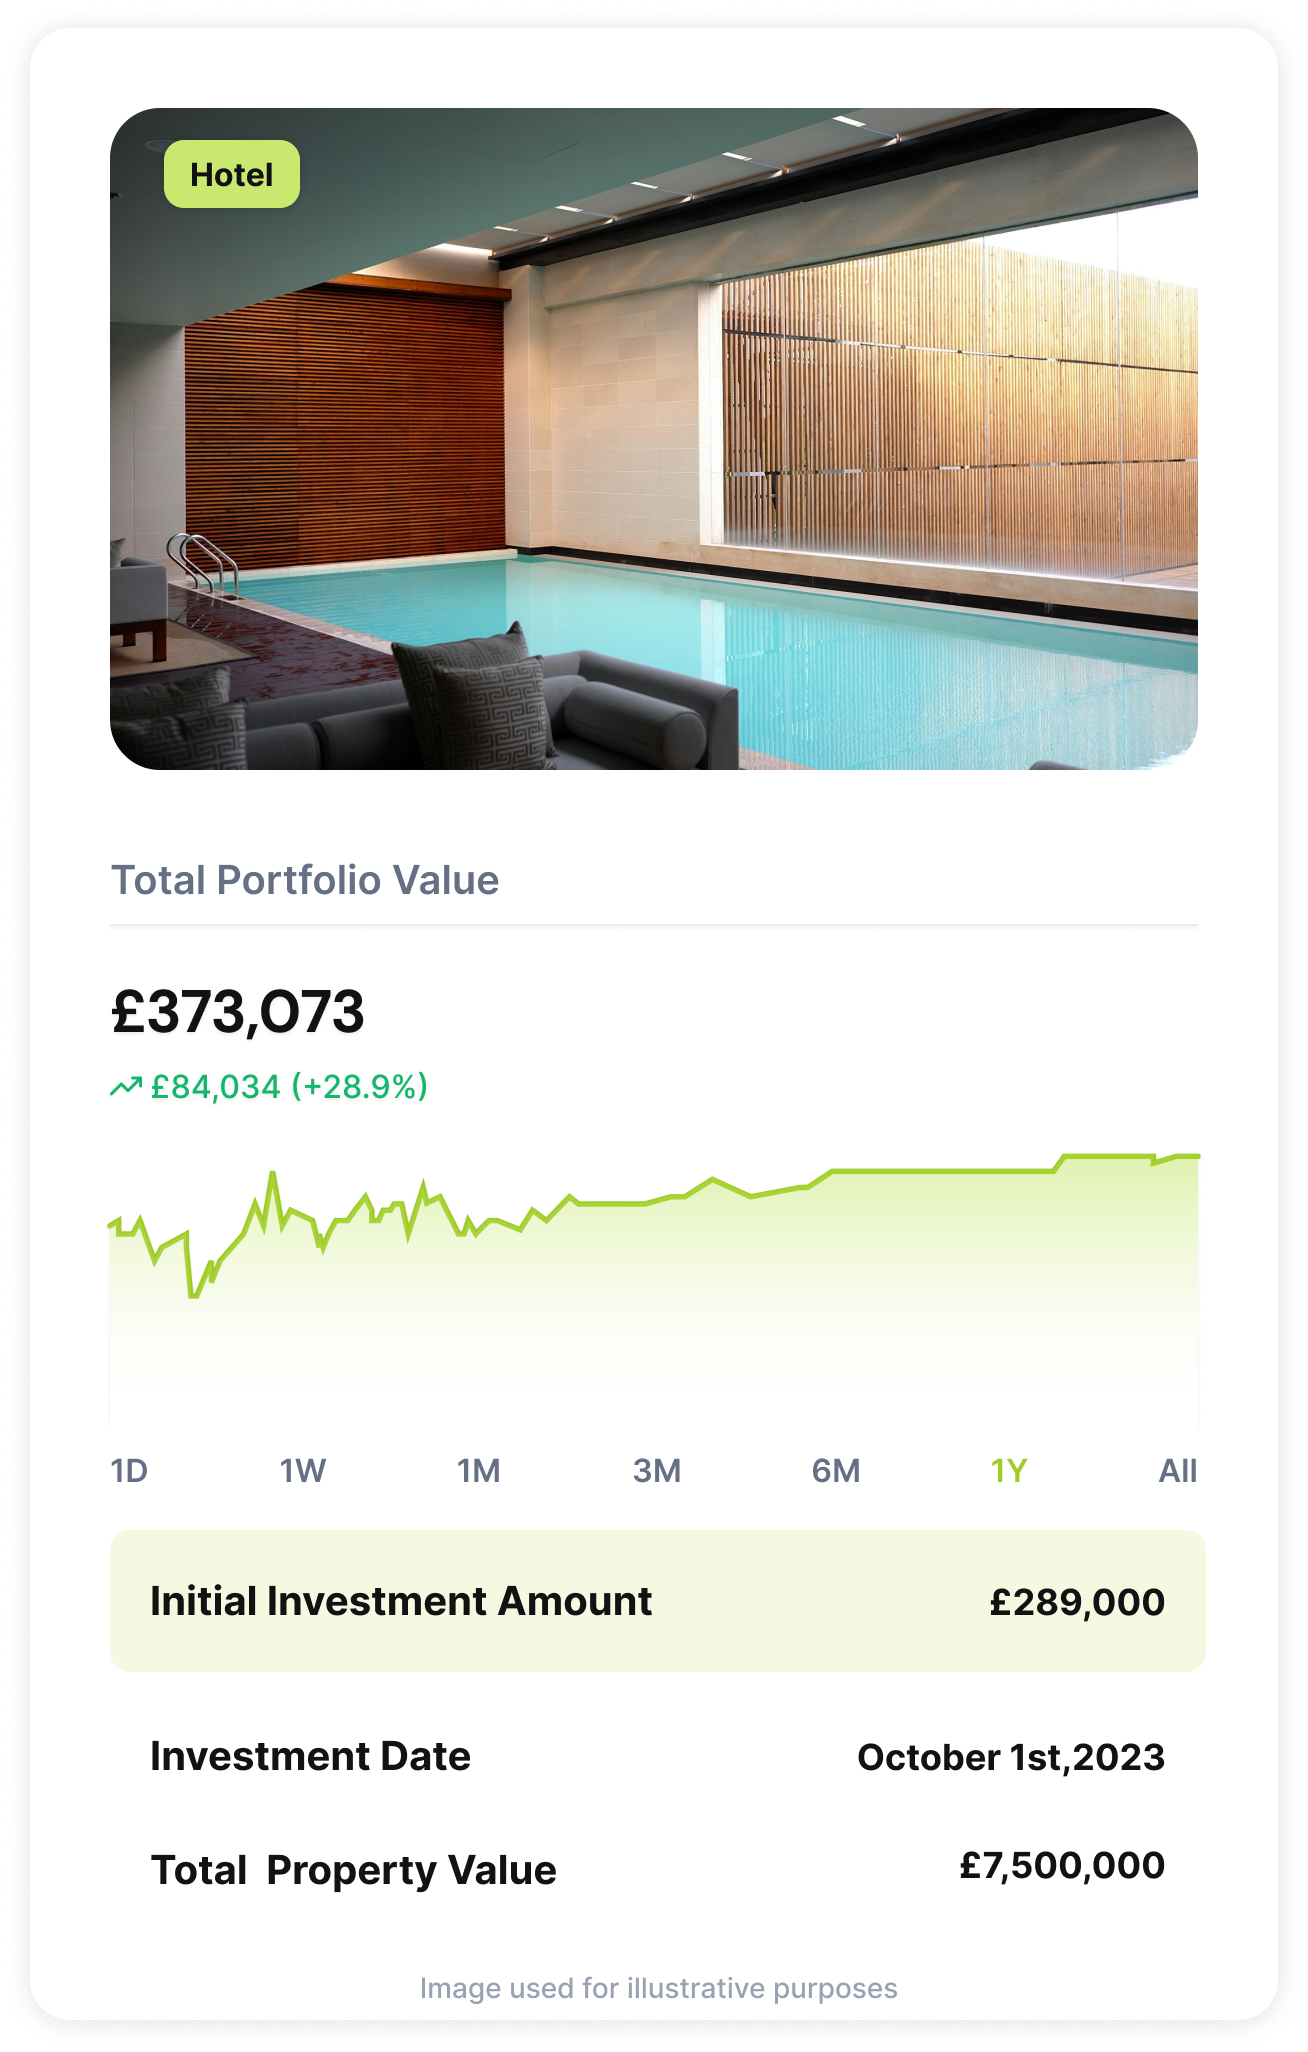 Hotel
Total Portfolio Value
£373,073
£84,034 (+28.9%)
1D 1W 1M 3M 6M 1Y All
Initial Investment Amount £289,000
Investment Date October 1st,2023
Total Property Value £7,500,000
Image used for illustrative purposes